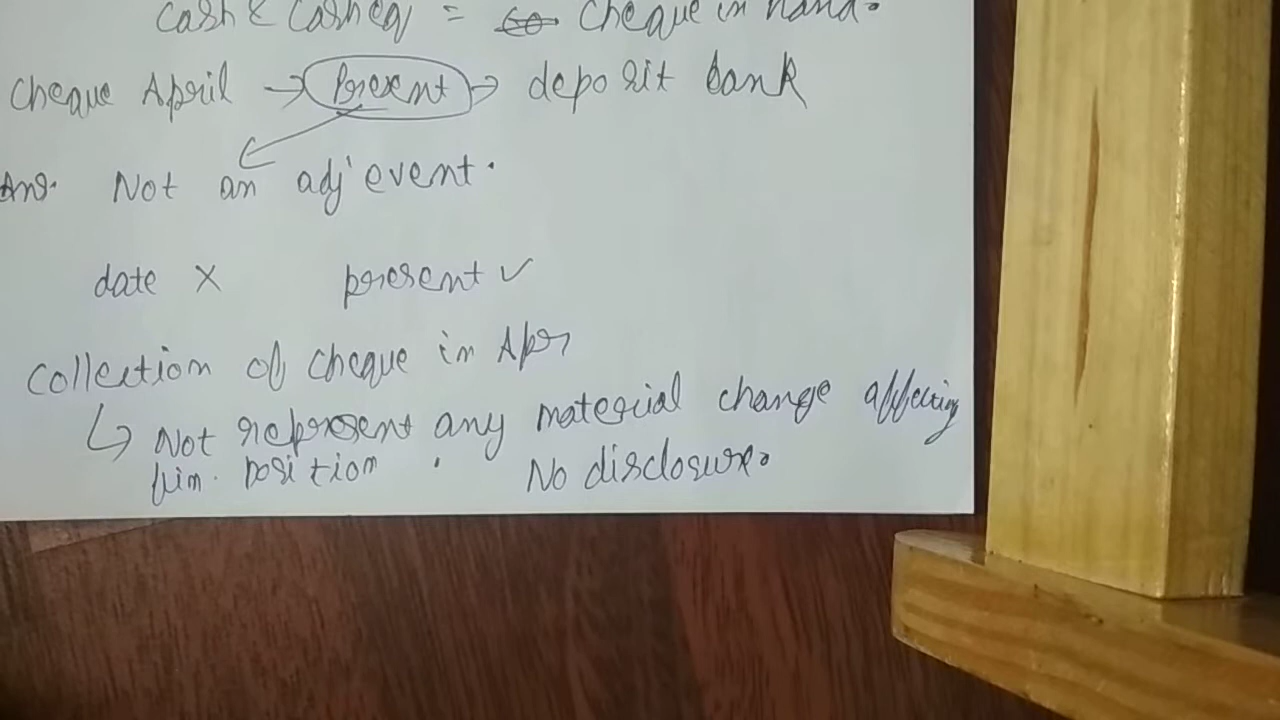 Cash & Cash eq = Cheque in hand.
Cheque April → Present → deposit bank
Ans. Not an adj event.
date × present ✓
Collection of cheque in Apr
↳ Not represent any material change affecting
fin. position . No disclosure.